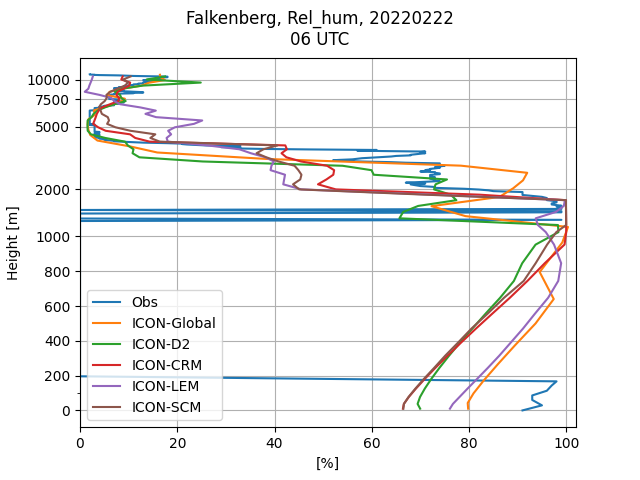 Falkenberg, Rel_hum, 20220222
06 UTC
10000
7500
5000
2000
1000
800
600
400
200
0
Height [m]
Obs
ICON-Global
ICON-D2
ICON-CRM
ICON-LEM
ICON-SCM
0 20 40 60 80 100
[%]